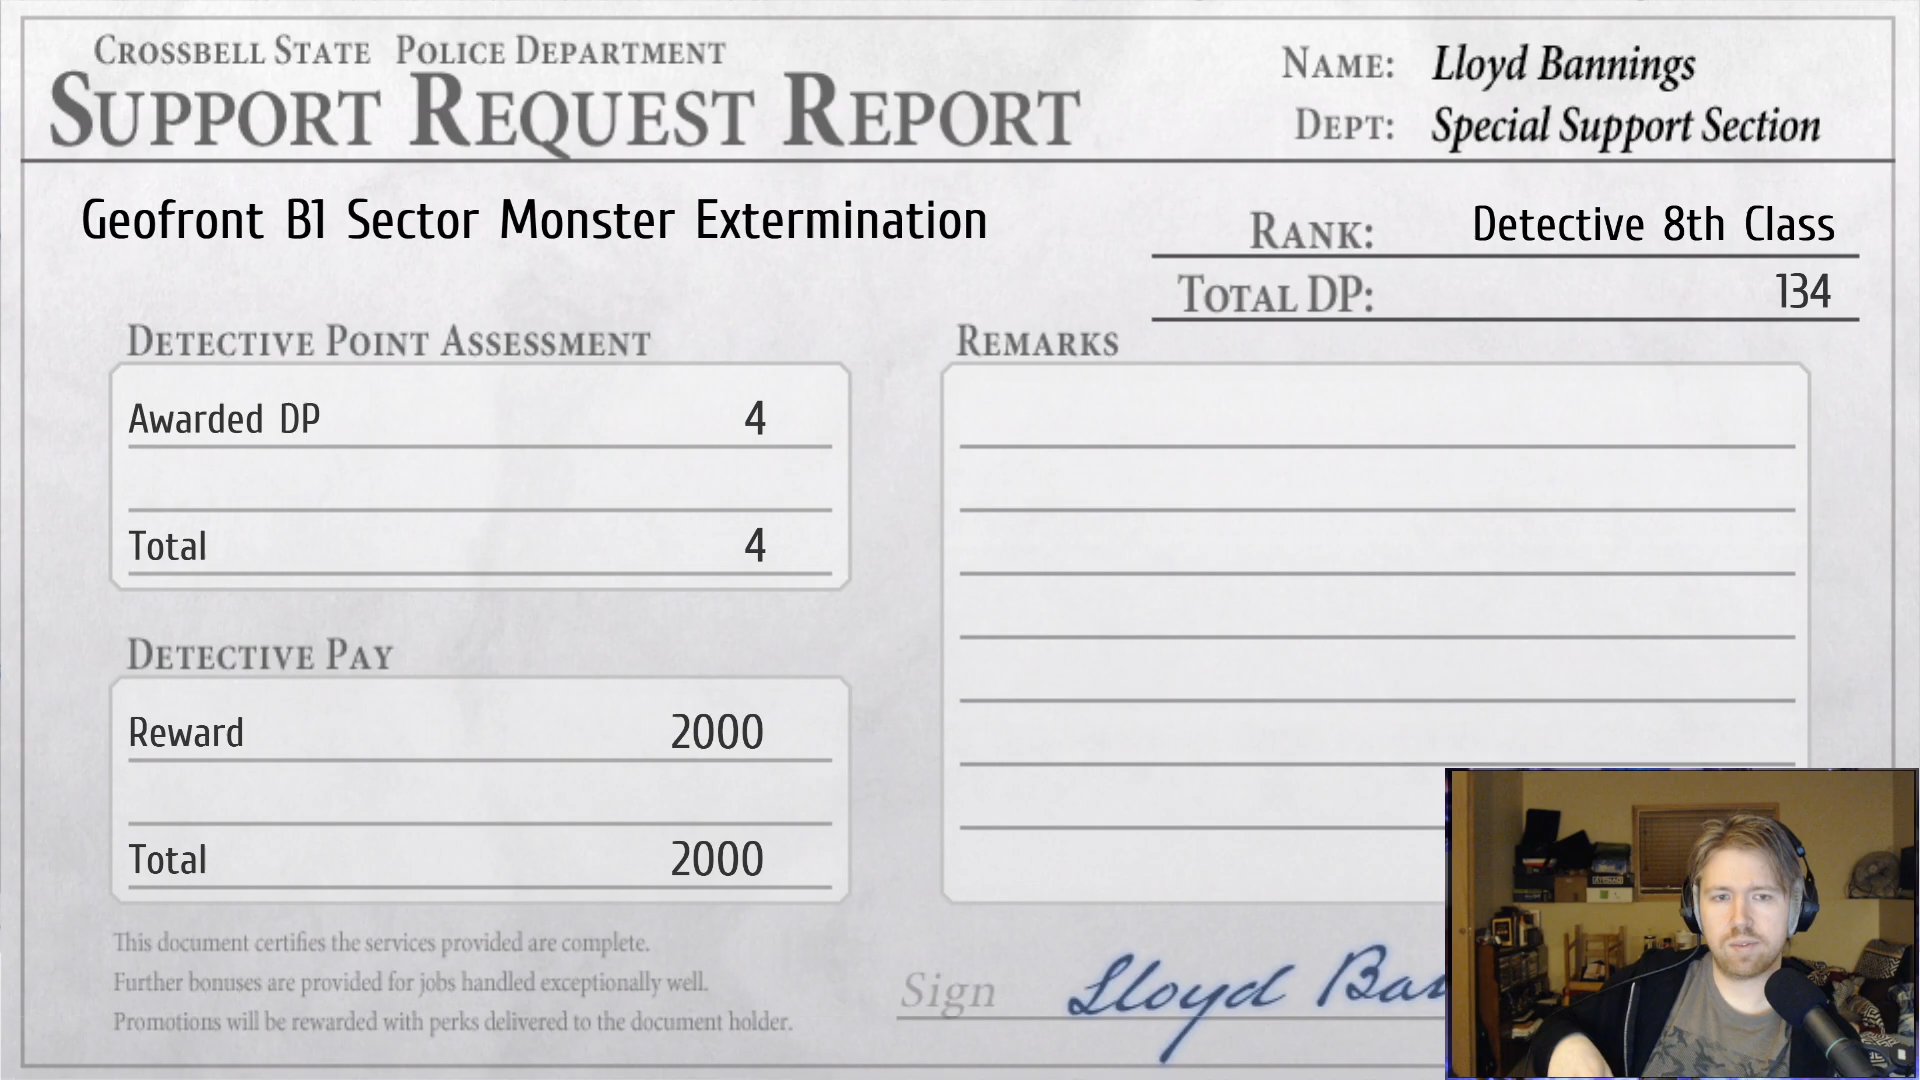 CROSSBELL STATE POLICE DEPARTMENT
SUPPORT REQUEST REPORT
NAME: Lloyd Bannings
DEPT: Special Support Section
Geofront B1 Sector Monster Extermination
RANK: Detective 8th Class
TOTAL DP: 134
DETECTIVE POINT ASSESSMENT
Awarded DP 4
Total 4
DETECTIVE PAY
Reward 2000
Total 2000
REMARKS
This document certifies the services provided are complete.
Further bonuses are provided for jobs handled exceptionally well.
Promotions will be rewarded with perks delivered to the document holder.
Sign Lloyd Ban